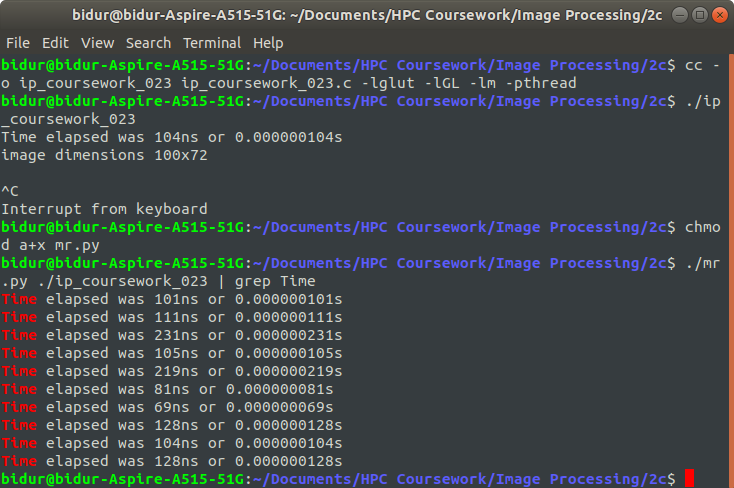 bidur@bidur-Aspire-A515-51G: ~/Documents/HPC Coursework/Image Processing/2c
File Edit View Search Terminal Help
bidur@bidur-Aspire-A515-51G:~/Documents/HPC Coursework/Image Processing/2c$ cc -
o ip_coursework_023 ip_coursework_023.c -lglut -lGL -lm -pthread
bidur@bidur-Aspire-A515-51G:~/Documents/HPC Coursework/Image Processing/2c$ ./ip
_coursework_023
Time elapsed was 104ns or 0.000000104s
image dimensions 100x72
^C
Interrupt from keyboard
bidur@bidur-Aspire-A515-51G:~/Documents/HPC Coursework/Image Processing/2c$ chmo
d a+x mr.py
bidur@bidur-Aspire-A515-51G:~/Documents/HPC Coursework/Image Processing/2c$ ./mr
.py ./ip_coursework_023 | grep Time
Time elapsed was 101ns or 0.000000101s
Time elapsed was 111ns or 0.000000111s
Time elapsed was 231ns or 0.000000231s
Time elapsed was 105ns or 0.000000105s
Time elapsed was 219ns or 0.000000219s
Time elapsed was 81ns or 0.000000081s
Time elapsed was 69ns or 0.000000069s
Time elapsed was 128ns or 0.000000128s
Time elapsed was 104ns or 0.000000104s
Time elapsed was 128ns or 0.000000128s
bidur@bidur-Aspire-A515-51G:~/Documents/HPC Coursework/Image Processing/2c$